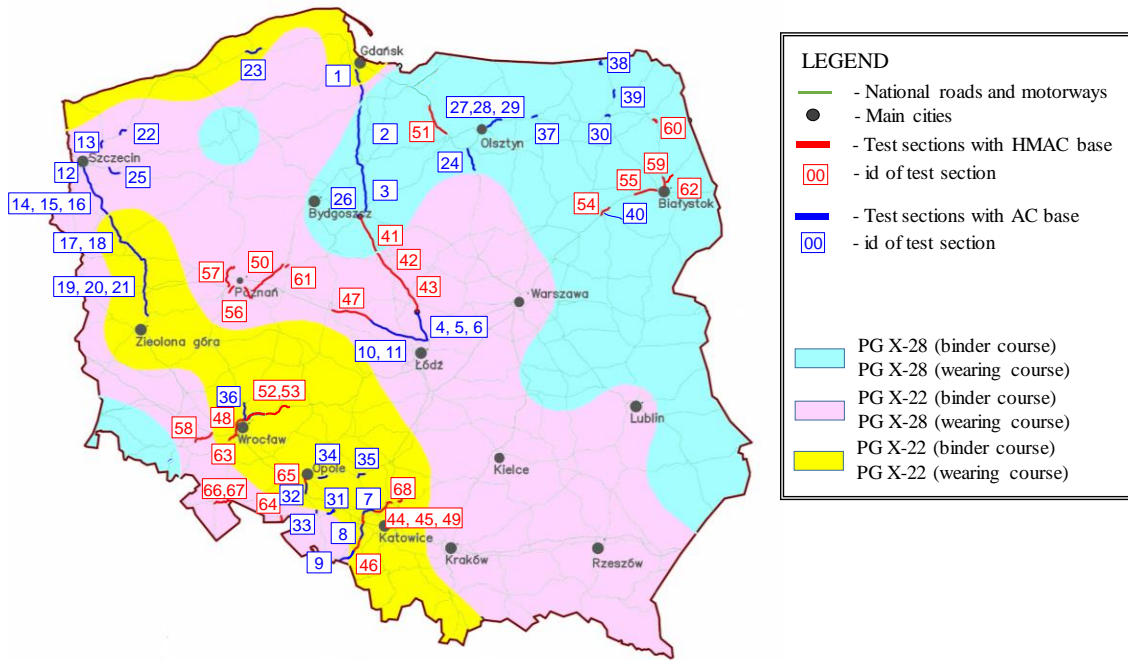 Gdańsk
23
1
38
39
27,28, 29
51
2
Olsztyn
37
30
60
22
13
Szczecin
12
25
24
59
55
62
Białystok
14, 15, 16
26
Bydgoszcz
3
54
40
17, 18
41
42
57
50
61
43
19, 20, 21
Poznań
56
47
Warszawa
4, 5, 6
Zielona góra
10, 11
Łódź
36
52,53
48
58
Wrocław
63
Lublin
34
35
65
Opole
Kielce
66,67
64
32
31
7
68
33
44, 45, 49
8
Katowice
9
46
Kraków
Rzeszów
LEGEND
- National roads and motorways
- Main cities
- Test sections with HMAC base
00 - id of test section
- Test sections with AC base
00 - id of test section
PG X-28 (binder course)
PG X-28 (wearing course)
PG X-22 (binder course)
PG X-28 (wearing course)
PG X-22 (binder course)
PG X-22 (wearing course)